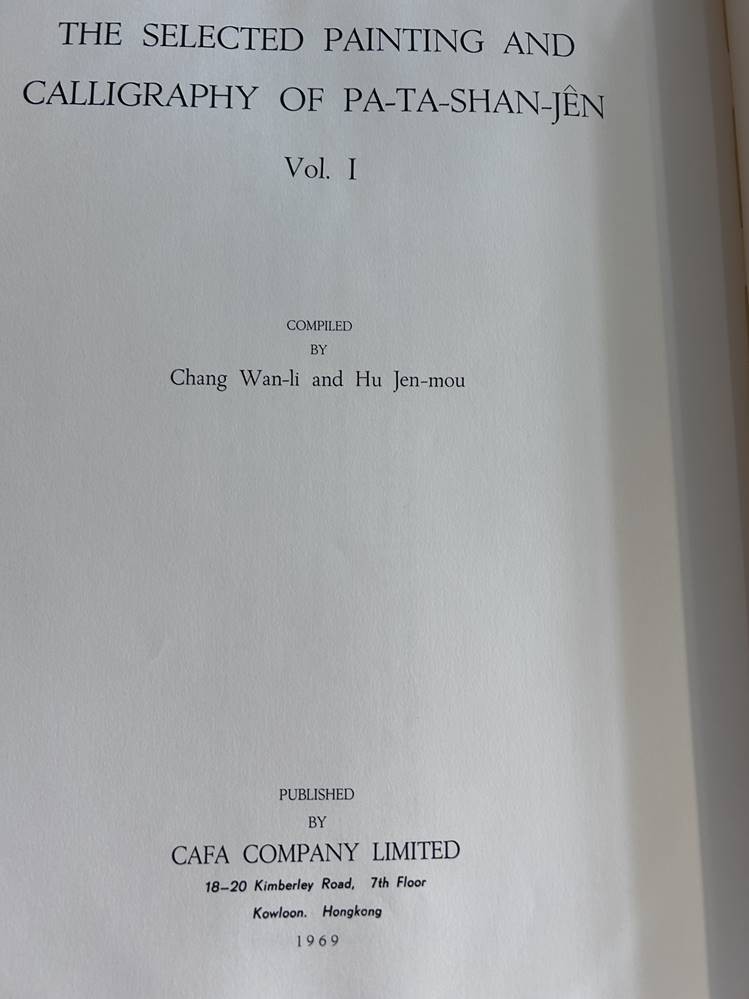 THE SELECTED PAINTING AND
CALLIGRAPHY OF PA-TA-SHAN-JÊN
Vol. I
COMPILED
BY
Chang Wan-li and Hu Jen-mou
PUBLISHED
BY
CAFA COMPANY LIMITED
18–20 Kimberley Road, 7th Floor
Kowloon. Hongkong
1969